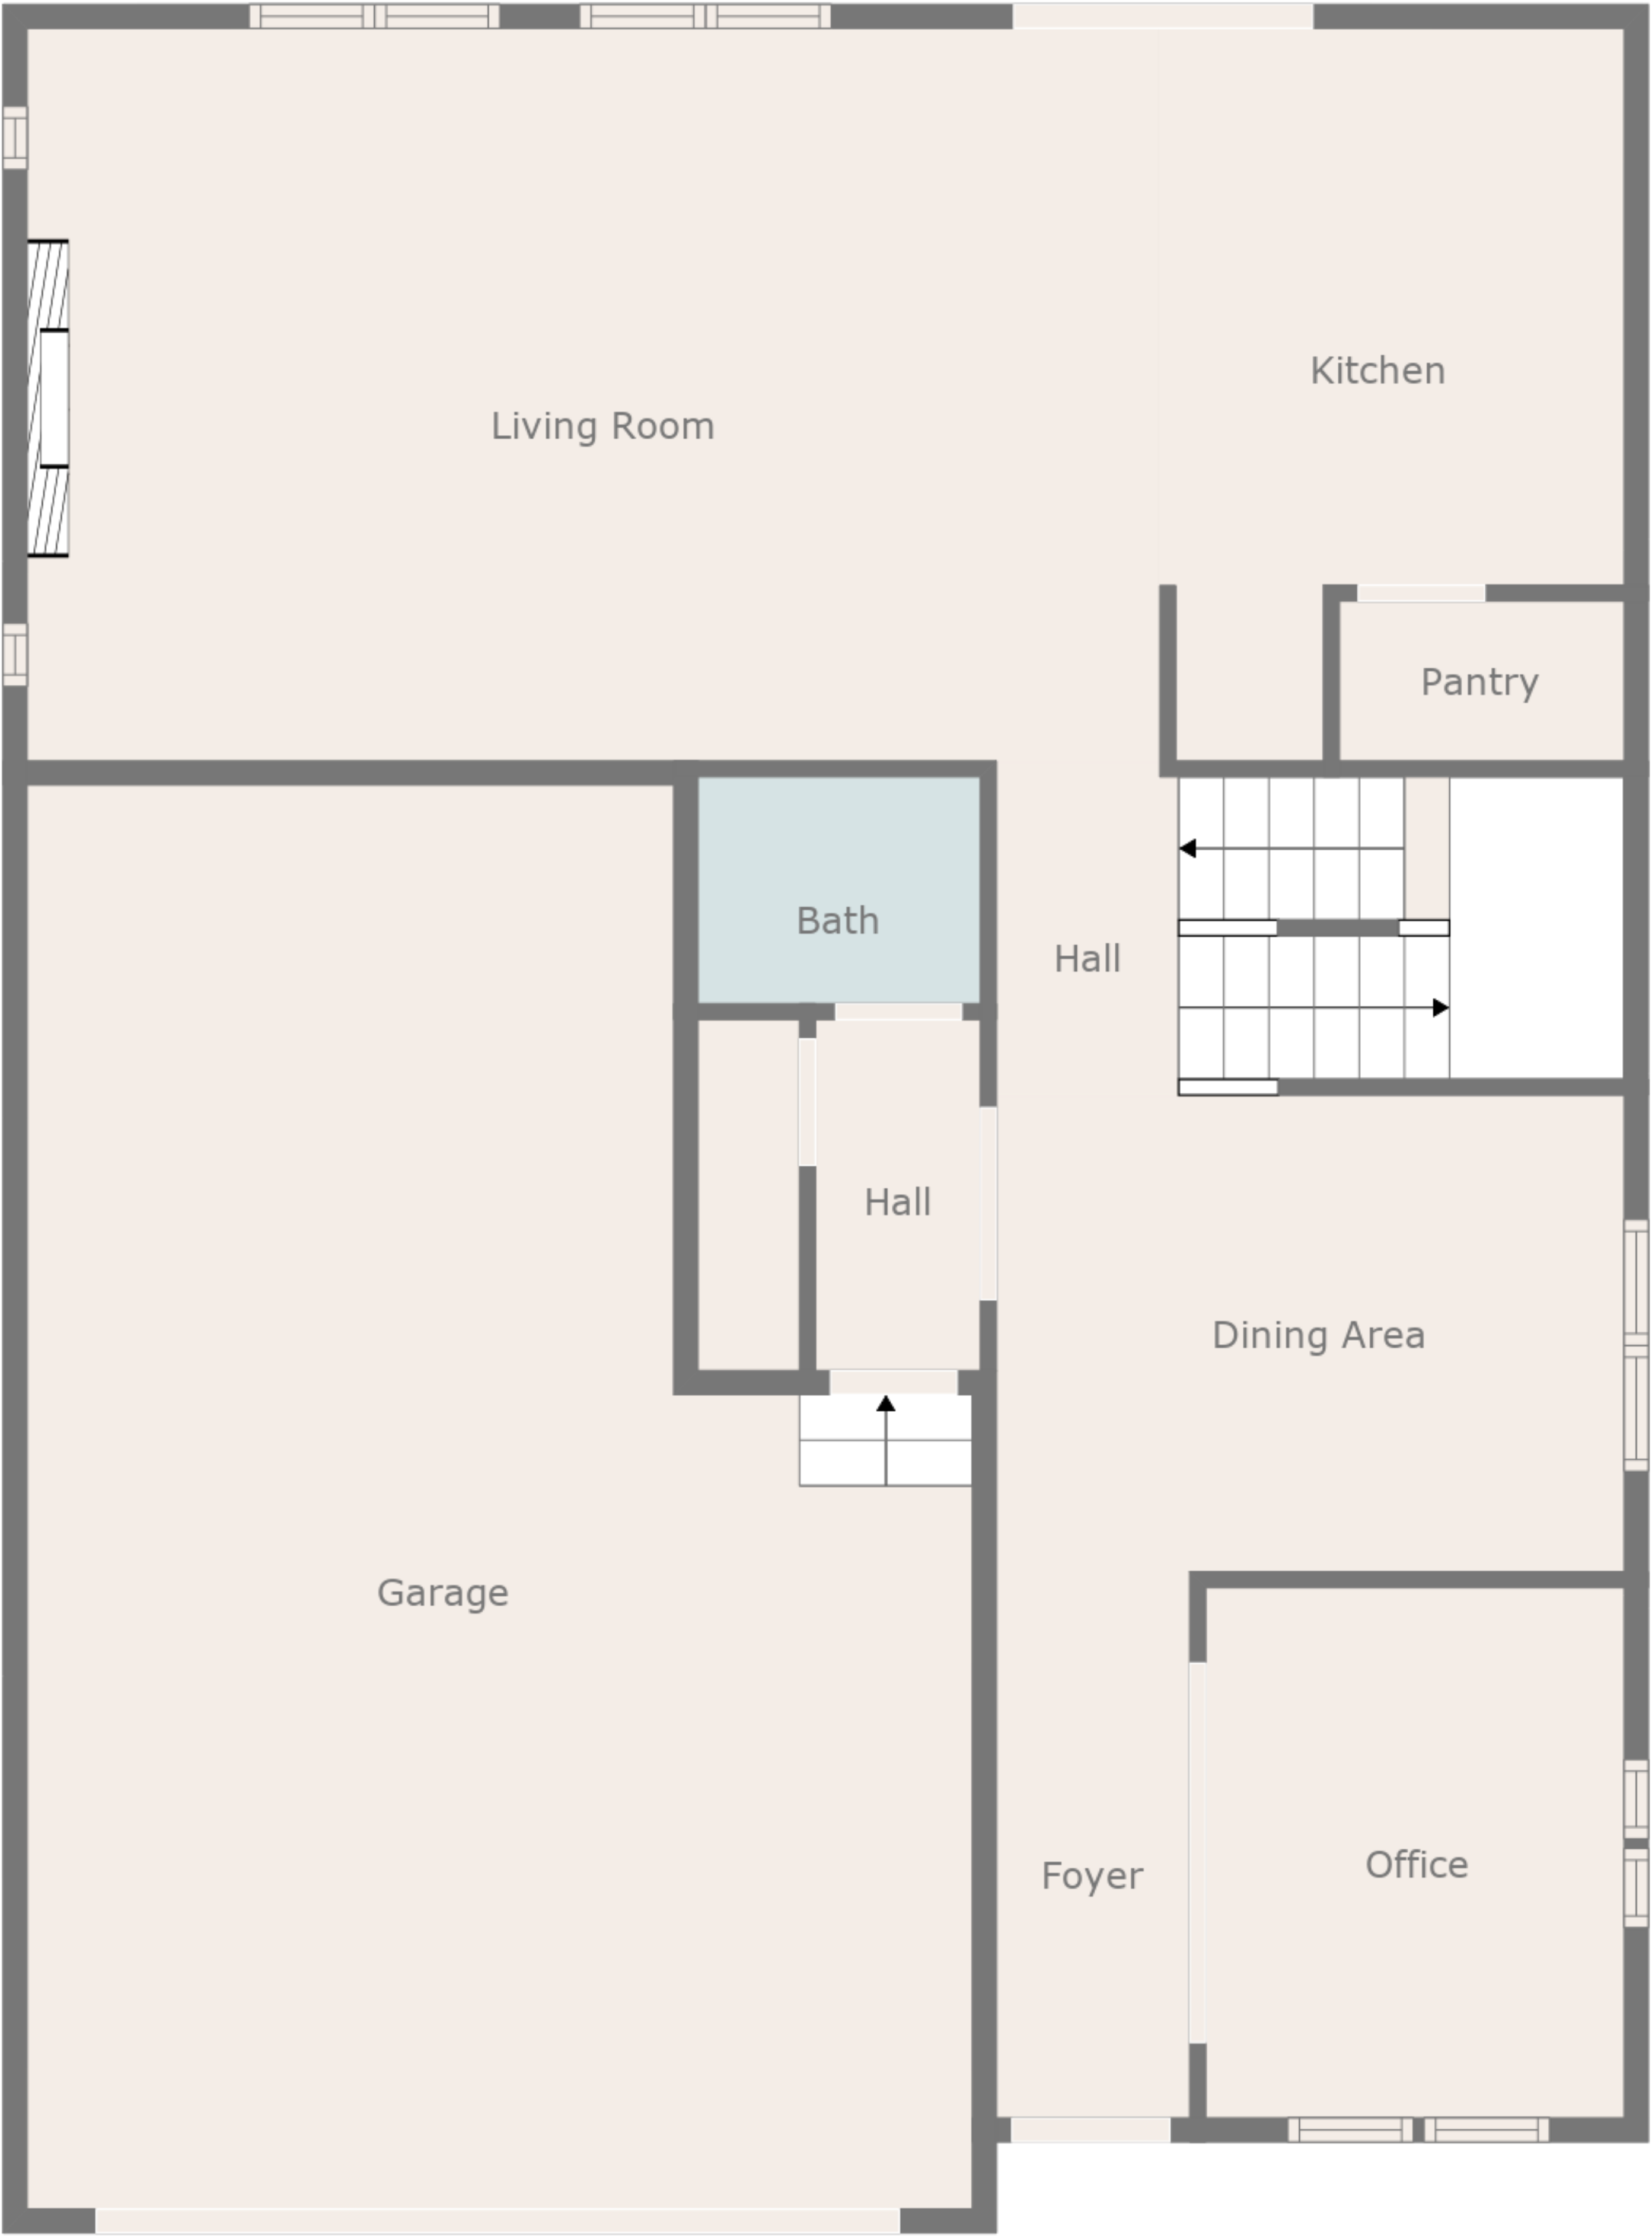 Kitchen
Living Room
Pantry
Bath
Hall
Hall
Dining Area
Garage
Office
Foyer